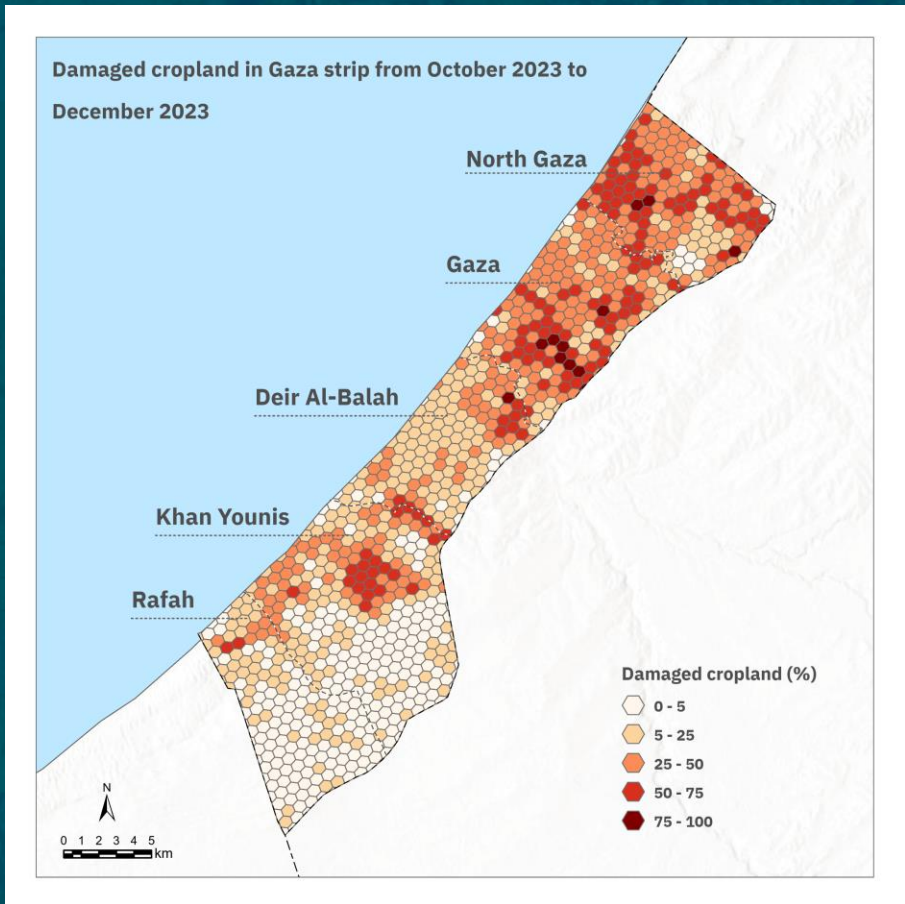 Damaged cropland in Gaza strip from October 2023 to
December 2023
North Gaza
Gaza
Deir Al-Balah
Khan Younis
Rafah
Damaged cropland (%)
0 - 5
5 - 25
25 - 50
50 - 75
75 - 100
N
0 1 2 3 4 5
km